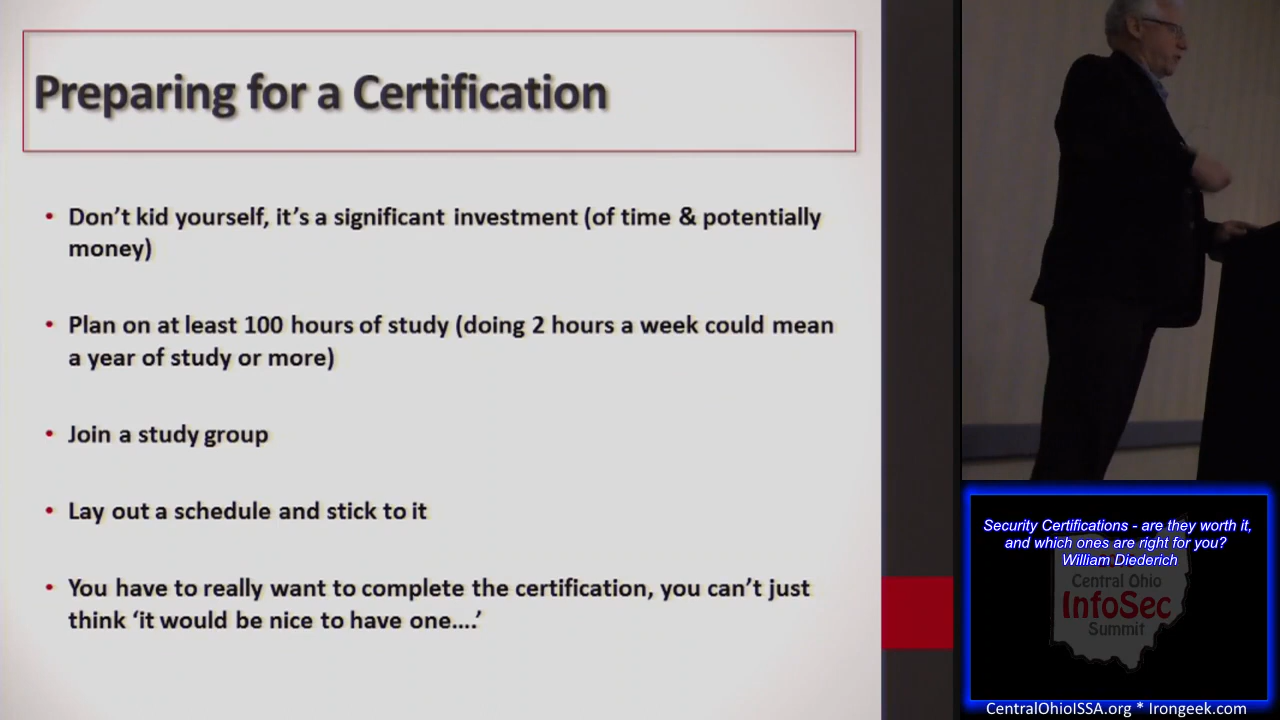 Preparing for a Certification
• Don’t kid yourself, it’s a significant investment (of time & potentially
money)
• Plan on at least 100 hours of study (doing 2 hours a week could mean
a year of study or more)
• Join a study group
• Lay out a schedule and stick to it
• You have to really want to complete the certification, you can’t just
think ‘it would be nice to have one....’
Security Certifications - are they worth it,
and which ones are right for you?
William Diederich
Central Ohio
InfoSec
Summit
CentralOhioISSA.org * Irongeek.com